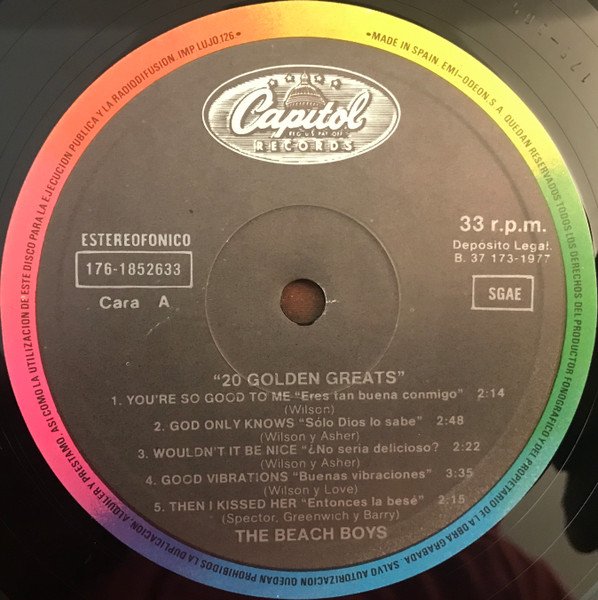 • MADE IN SPAIN. EMI-ODEON, S.A. QUEDAN RESERVADOS TODOS LOS DERECHOS DEL PRODUCTOR FONOGRAFICO Y DEL PROPIETARIO DE LA OBRA GRABADA. SALVO AUTORIZACION QUEDAN PROHIBIDOS LA DUPLICACION, ALQUILER Y PRESTAMO, ASI COMO LA UTILIZACION DE ESTE DISCO PARA LA EJECUCION PUBLICA Y LA RADIODIFUSION. IMP LUJO,126 •
Capitol
REG. U.S. PAT. OFF.
RECORDS
ESTEREOFONICO
176-1852633
Cara A
33 r.p.m.
Depósito Legal.
B. 37 173-1977
SGAE
"20 GOLDEN GREATS"
1. YOU'RE SO GOOD TO ME "Eres tan buena conmigo" 2:14
(Wilson)
2. GOD ONLY KNOWS "Sólo Dios lo sabe" 2:48
(Wilson y Asher)
3. WOULDN'T IT BE NICE "¿No seria delicioso? 2:22
(Wilson y Asher)
4. GOOD VIBRATIONS "Buenas vibraciones" 3:35
(Wilson y Love)
5. THEN I KISSED HER "Entonces la besé" 2:15
(Spector, Greenwich y Barry)
THE BEACH BOYS